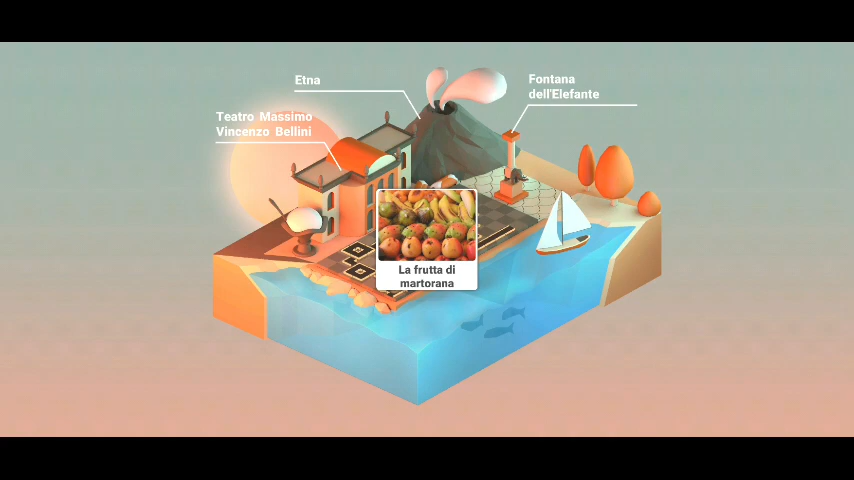 Etna
Fontana
dell'Elefante
Teatro Massimo
Vincenzo Bellini
La frutta di
martorana